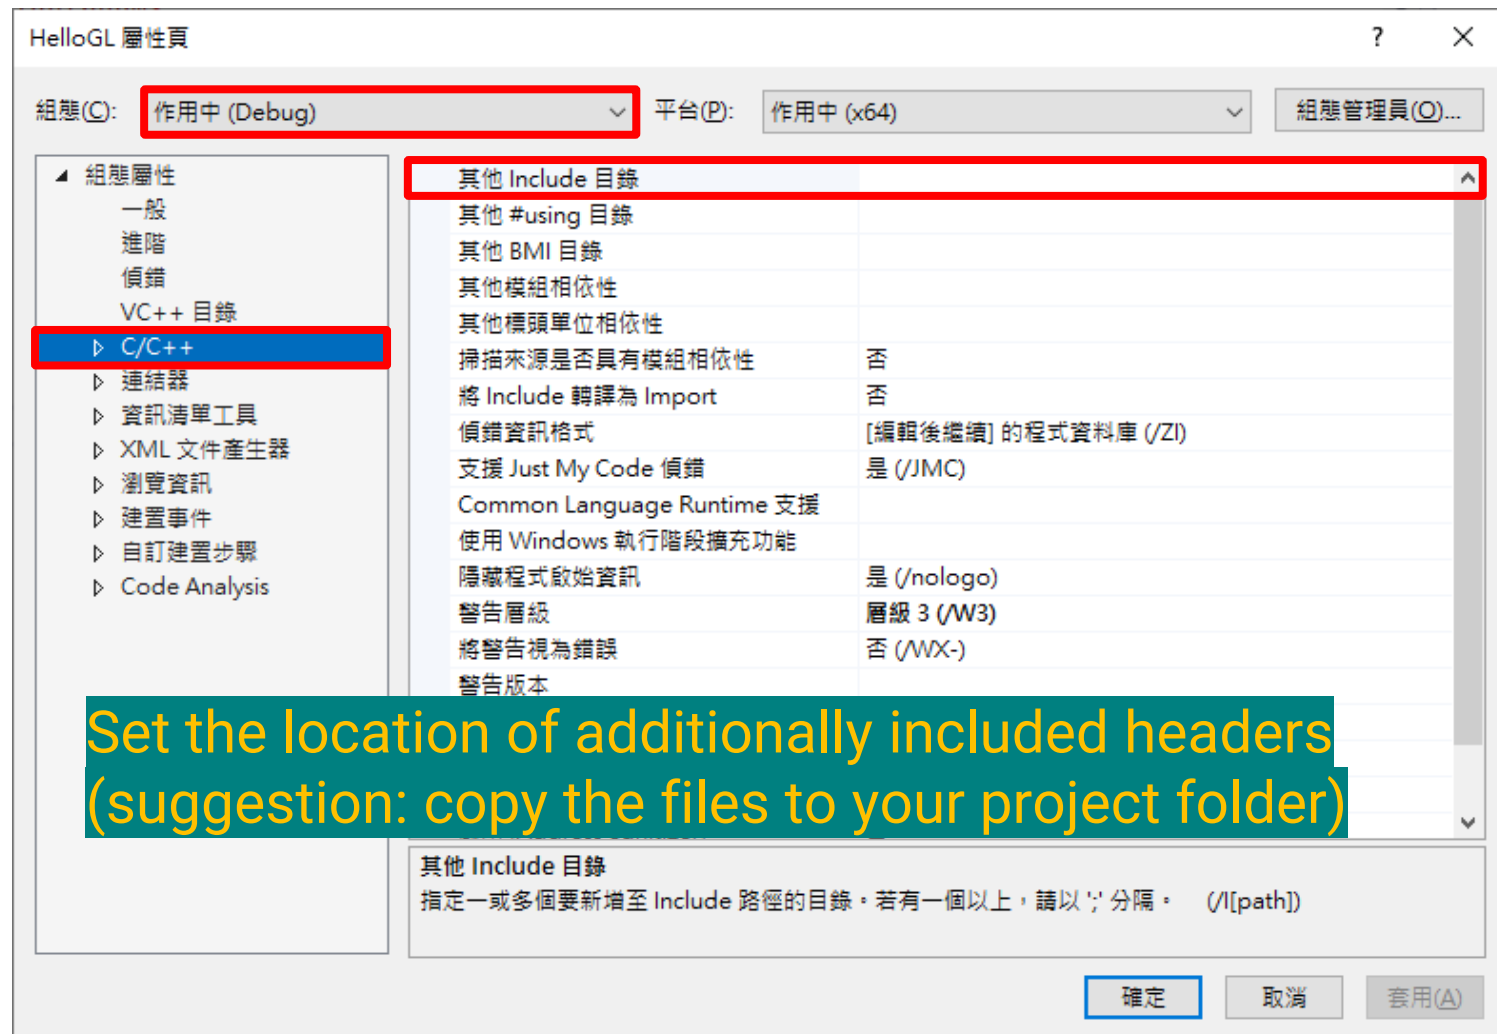 HelloGL 屬性頁 ?
組態(C): 作用中 (Debug) 平台(P): 作用中 (x64) 組態管理員(O)...
組態屬性
一般
進階
偵錯
VC++ 目錄
C/C++
連結器
資訊清單工具
XML 文件產生器
瀏覽資訊
建置事件
自訂建置步驟
Code Analysis
其他 Include 目錄
其他 #using 目錄
其他 BMI 目錄
其他模組相依性
其他標頭單位相依性
掃描來源是否具有模組相依性 否
將 Include 轉譯為 Import 否
偵錯資訊格式 [編輯後繼續] 的程式資料庫 (/ZI)
支援 Just My Code 偵錯 是 (/JMC)
Common Language Runtime 支援
使用 Windows 執行階段擴充功能
隱藏程式啟始資訊 是 (/nologo)
警告層級 層級 3 (/W3)
將警告視為錯誤 否 (/WX-)
警告版本
Set the location of additionally included headers
(suggestion: copy the files to your project folder)
其他 Include 目錄
指定一或多個要新增至 Include 路徑的目錄。若有一個以上，請以 ';' 分隔。 (/I[path])
確定 取消 套用(A)